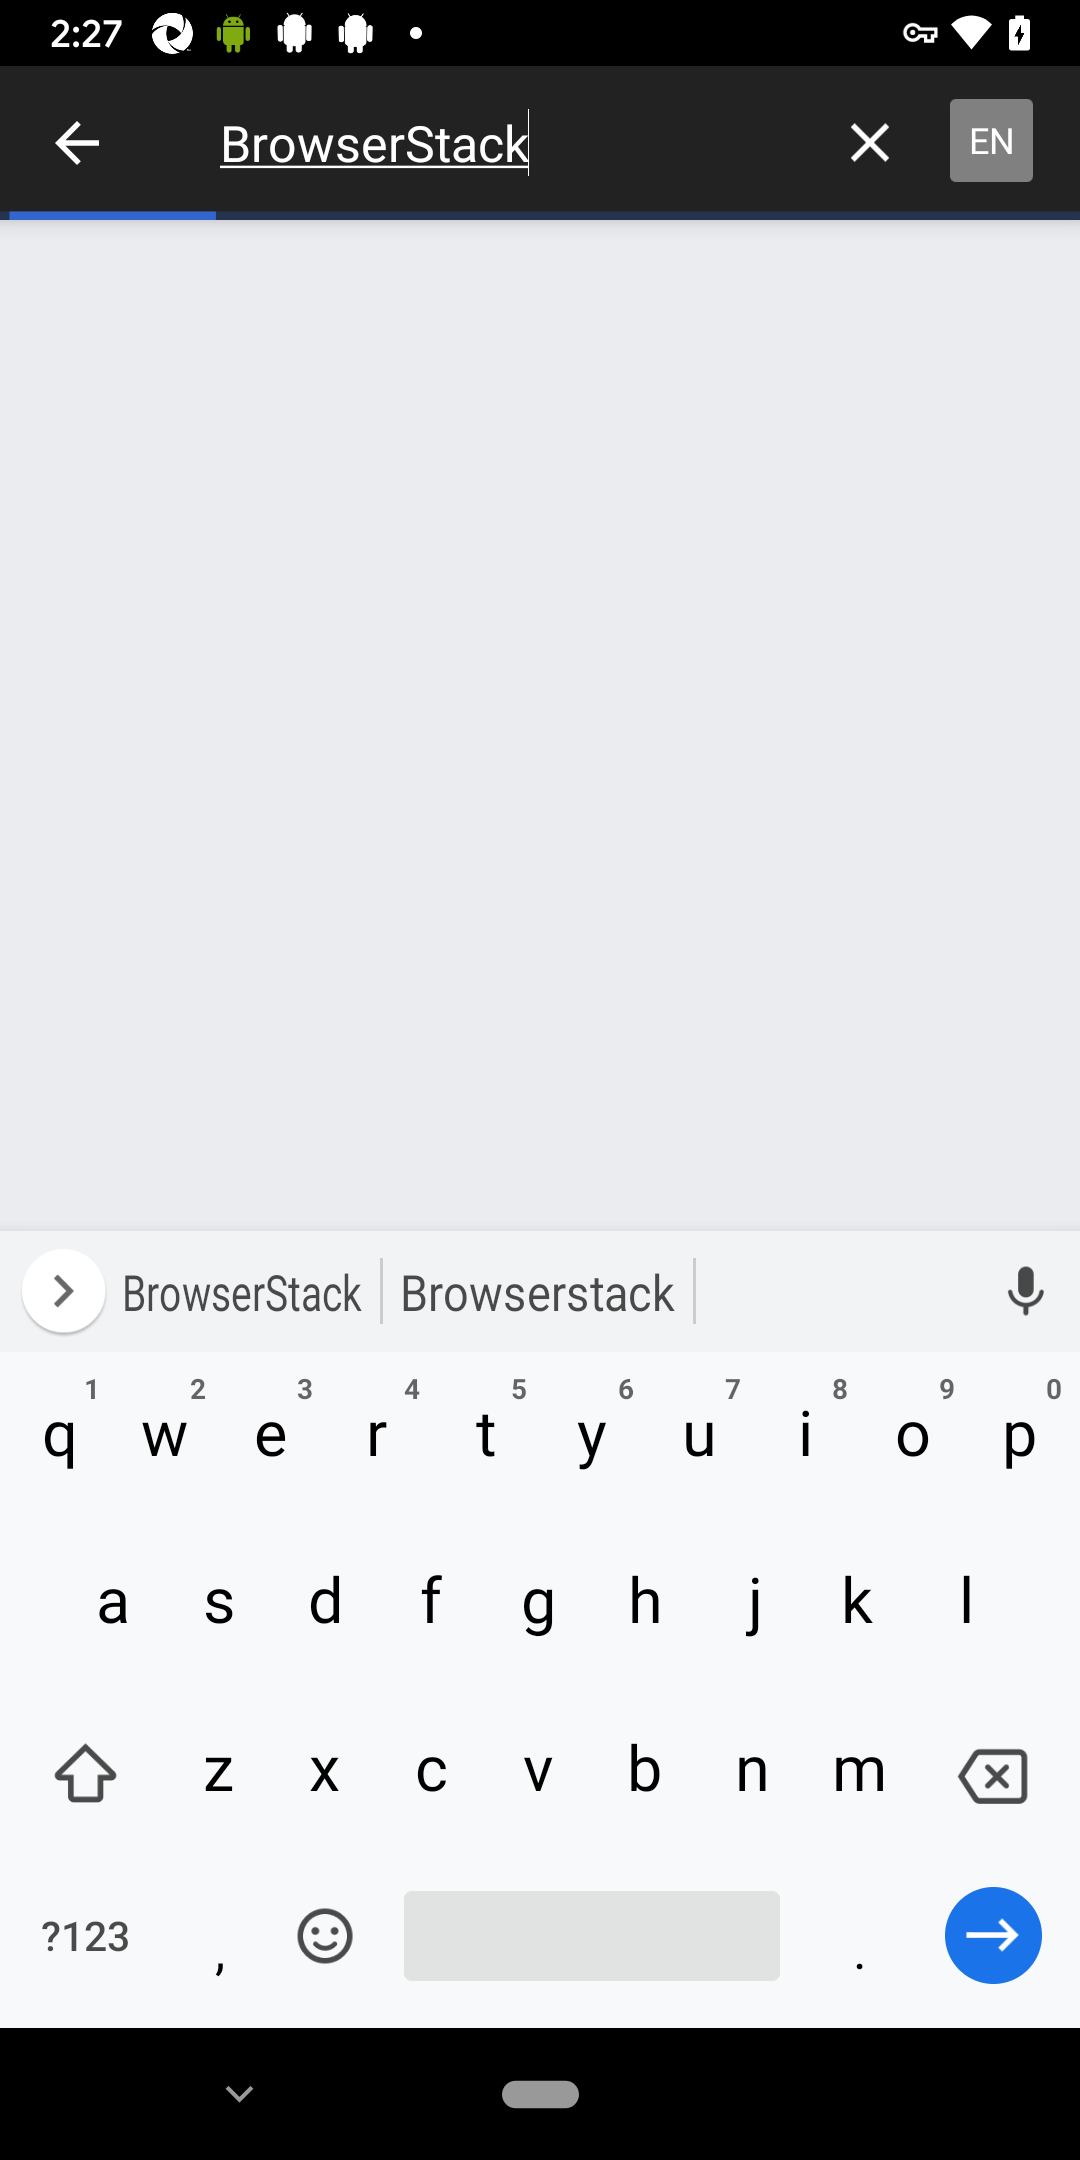 2:27
BrowserStack
EN
BrowserStack Browserstack
1 2 3 4 5 6 7 8 9 0
q w e r t y u i o p
a s d f g h j k l
z x c v b n m
?123 , .